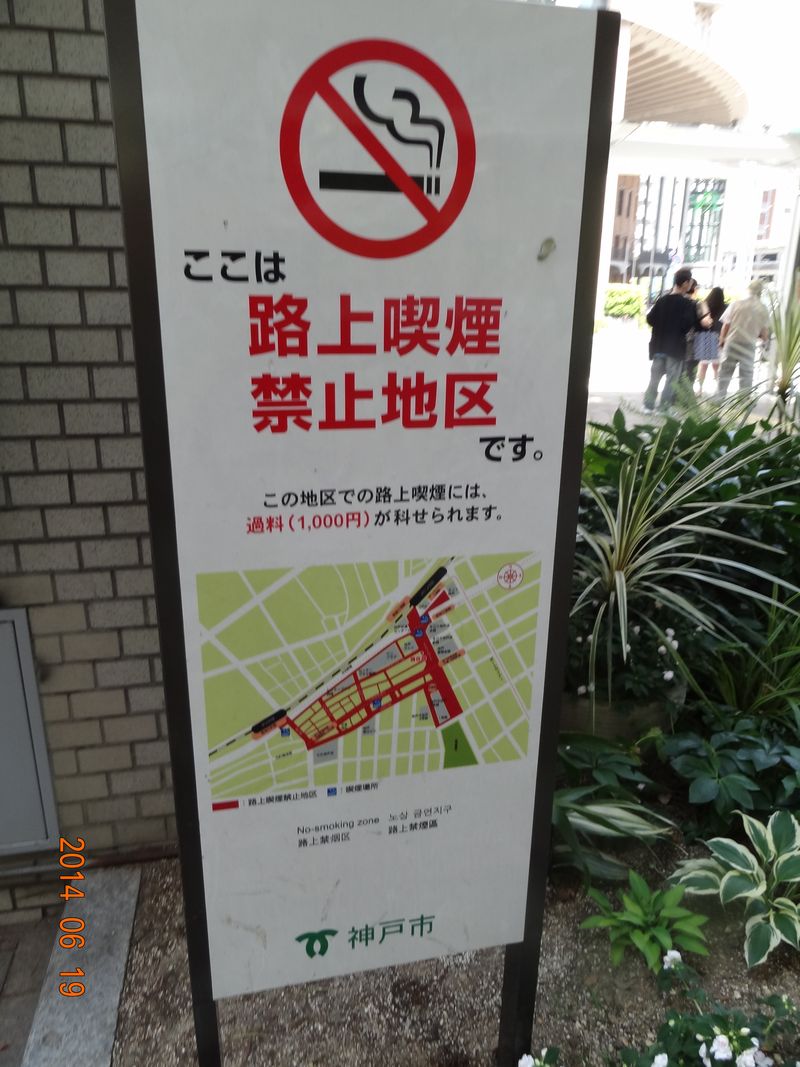 ここは
路上喫煙
禁止地区
です。
この地区での路上喫煙には、
過料(1,000円)が科せられます。
：路上喫煙禁止地区　：喫煙場所
No-smoking zone　노상 금연지구
路上禁烟区　路上禁煙區
神戸市
2014 06 19